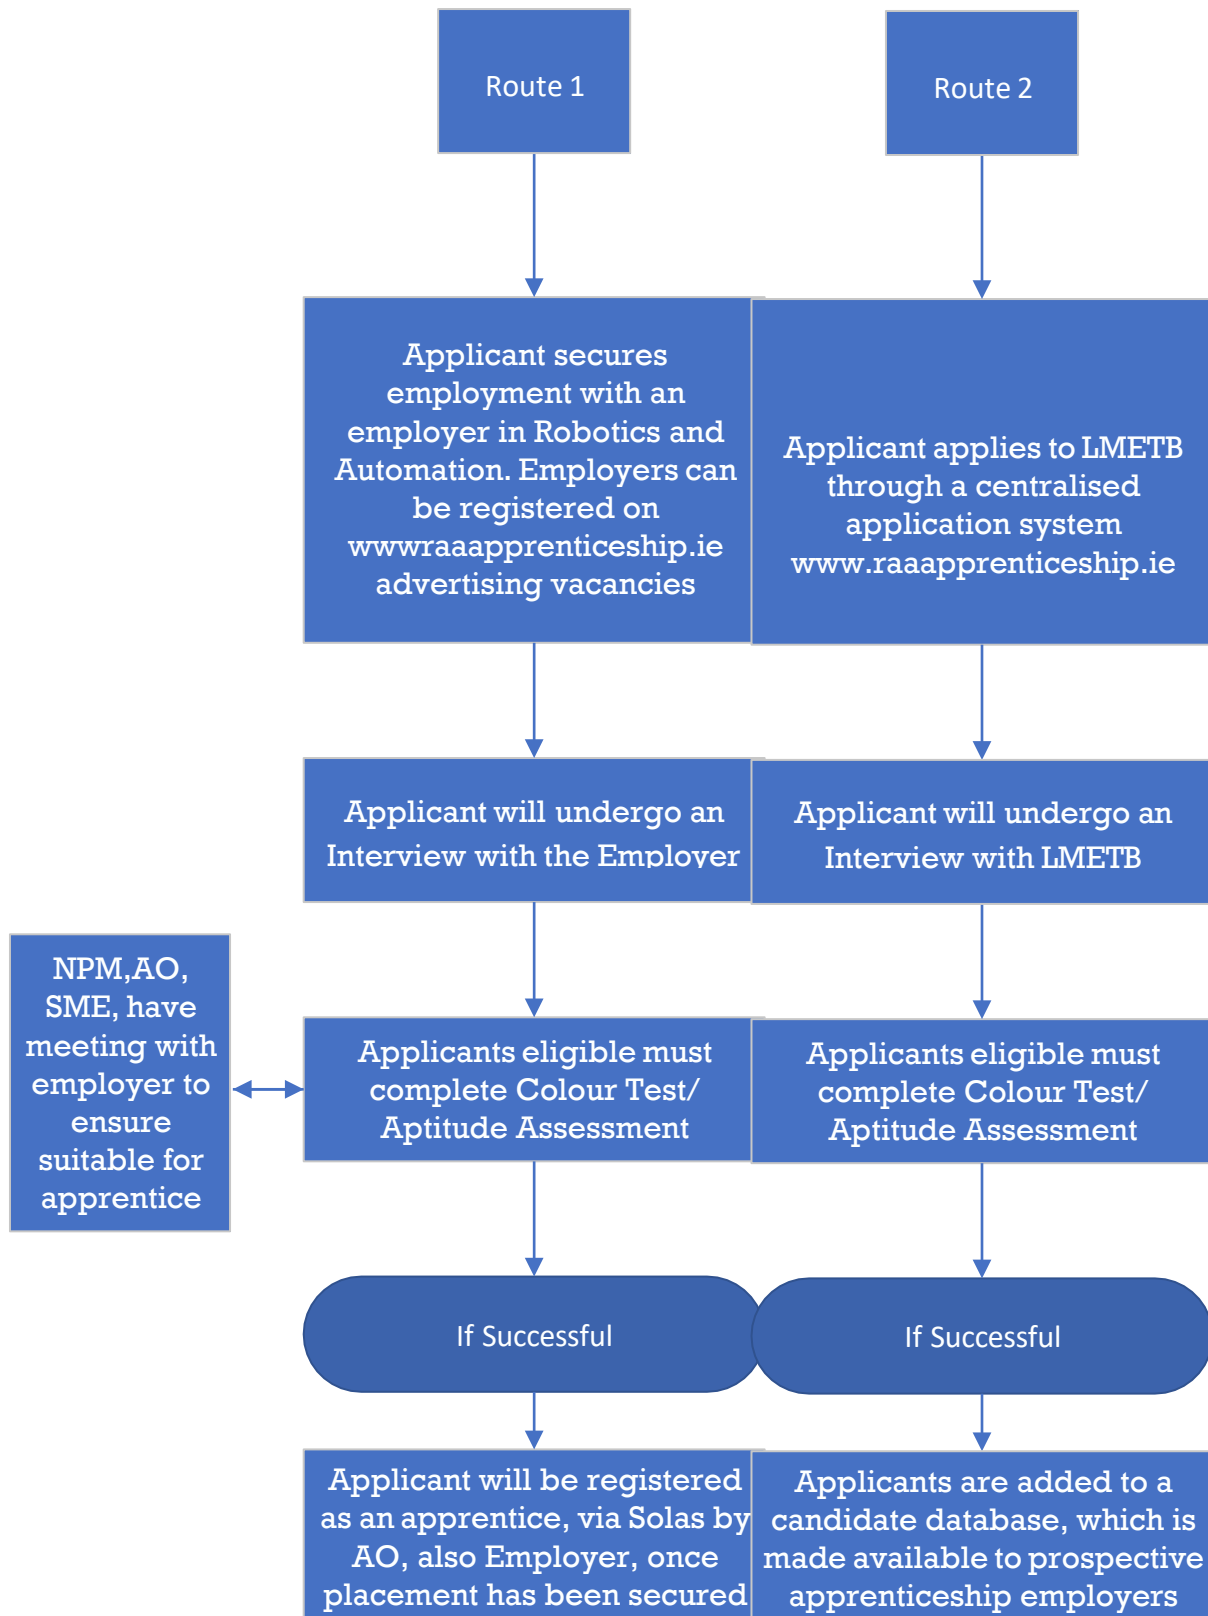 Route 1
Route 2
Applicant secures
employment with an
employer in Robotics and
Automation. Employers can
be registered on
wwwraaapprenticeship.ie
advertising vacancies
Applicant applies to LMETB
through a centralised
application system
www.raaapprenticeship.ie
Applicant will undergo an
Interview with the Employer
Applicant will undergo an
Interview with LMETB
NPM,AO,
SME, have
meeting with
employer to
ensure
suitable for
apprentice
Applicants eligible must
complete Colour Test/
Aptitude Assessment
Applicants eligible must
complete Colour Test/
Aptitude Assessment
If Successful
If Successful
Applicant will be registered
as an apprentice, via Solas by
AO, also Employer, once
placement has been secured
Applicants are added to a
candidate database, which is
made available to prospective
apprenticeship employers